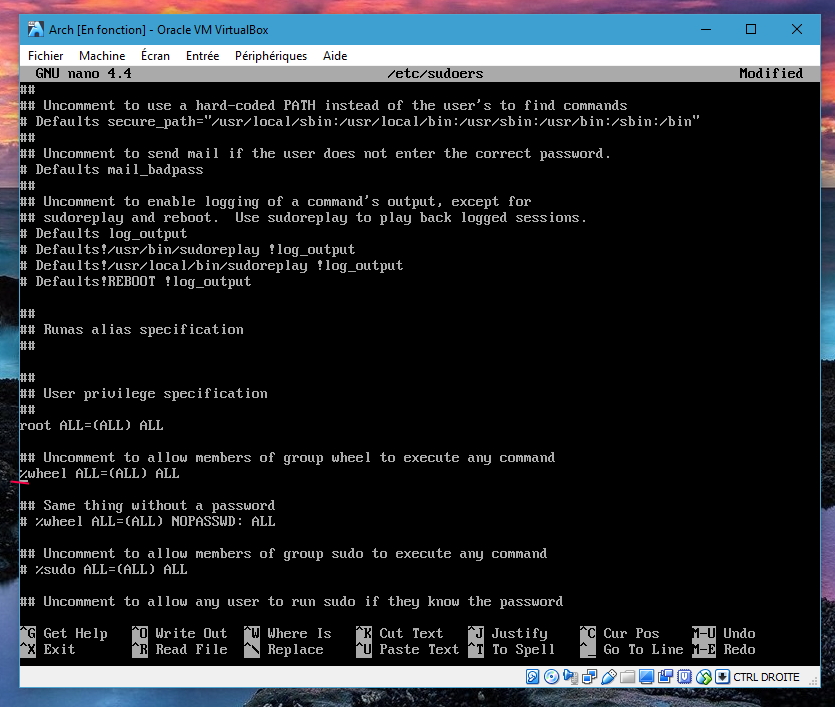 Arch [En fonction] - Oracle VM VirtualBox
Fichier Machine Écran Entrée Périphériques Aide
GNU nano 4.4 /etc/sudoers Modified
##
## Uncomment to use a hard-coded PATH instead of the user's to find commands
# Defaults secure_path="/usr/local/sbin:/usr/local/bin:/usr/sbin:/usr/bin:/sbin:/bin"
##
## Uncomment to send mail if the user does not enter the correct password.
# Defaults mail_badpass
##
## Uncomment to enable logging of a command's output, except for
## sudoreplay and reboot.  Use sudoreplay to play back logged sessions.
# Defaults log_output
# Defaults!/usr/bin/sudoreplay !log_output
# Defaults!/usr/local/bin/sudoreplay !log_output
# Defaults!REBOOT !log_output
##
## Runas alias specification
##
##
## User privilege specification
##
root ALL=(ALL) ALL
## Uncomment to allow members of group wheel to execute any command
%wheel ALL=(ALL) ALL
## Same thing without a password
# %wheel ALL=(ALL) NOPASSWD: ALL
## Uncomment to allow members of group sudo to execute any command
# %sudo ALL=(ALL) ALL
## Uncomment to allow any user to run sudo if they know the password
^G Get Help ^O Write Out ^W Where Is ^K Cut Text ^J Justify ^C Cur Pos M-U Undo
^X Exit ^R Read File ^\ Replace ^U Paste Text ^T To Spell ^_ Go To Line M-E Redo
CTRL DROITE